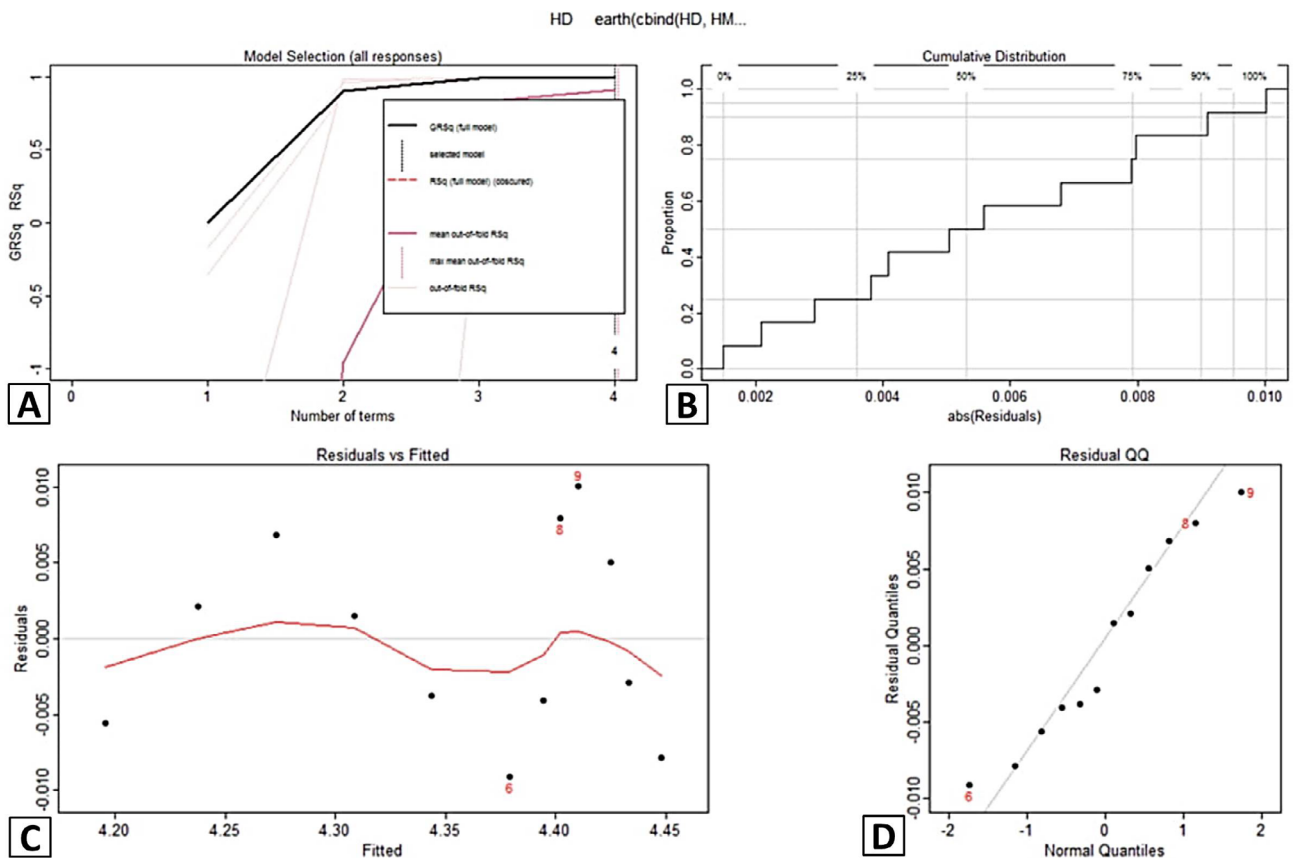 HD earth(cbind(HD, HM...
Model Selection (all responses)
GRSq RSq
1
0.5
0
-0.5
-1
GRSq (full model)
selected model
RSq (full model) (obscured)
mean out-of-fold RSq
max mean out-of-fold RSq
out-of-fold RSq
4
0 1 2 3 4
Number of terms
A
Cumulative Distribution
0% 25% 50% 75% 90% 100%
Proportion
1.0
0.8
0.6
0.4
0.2
0.0
0.002 0.004 0.006 0.008 0.010
abs(Residuals)
B
Residuals vs Fitted
Residuals
0.010
0.005
0.000
-0.005
-0.010
9
8
6
4.20 4.25 4.30 4.35 4.40 4.45
Fitted
C
Residual QQ
Residual Quantiles
0.010
0.005
0.000
-0.005
-0.010
8 9
6
-2 -1 0 1 2
Normal Quantiles
D